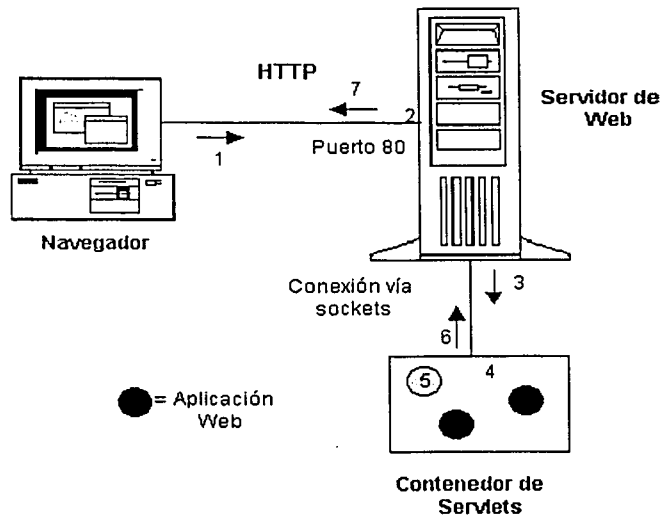 HTTP
7
2
Servidor de
Web
1
Puerto 80
Navegador
Conexión vía
sockets
3
6
4
5
= Aplicación
Web
Contenedor de
Servlets